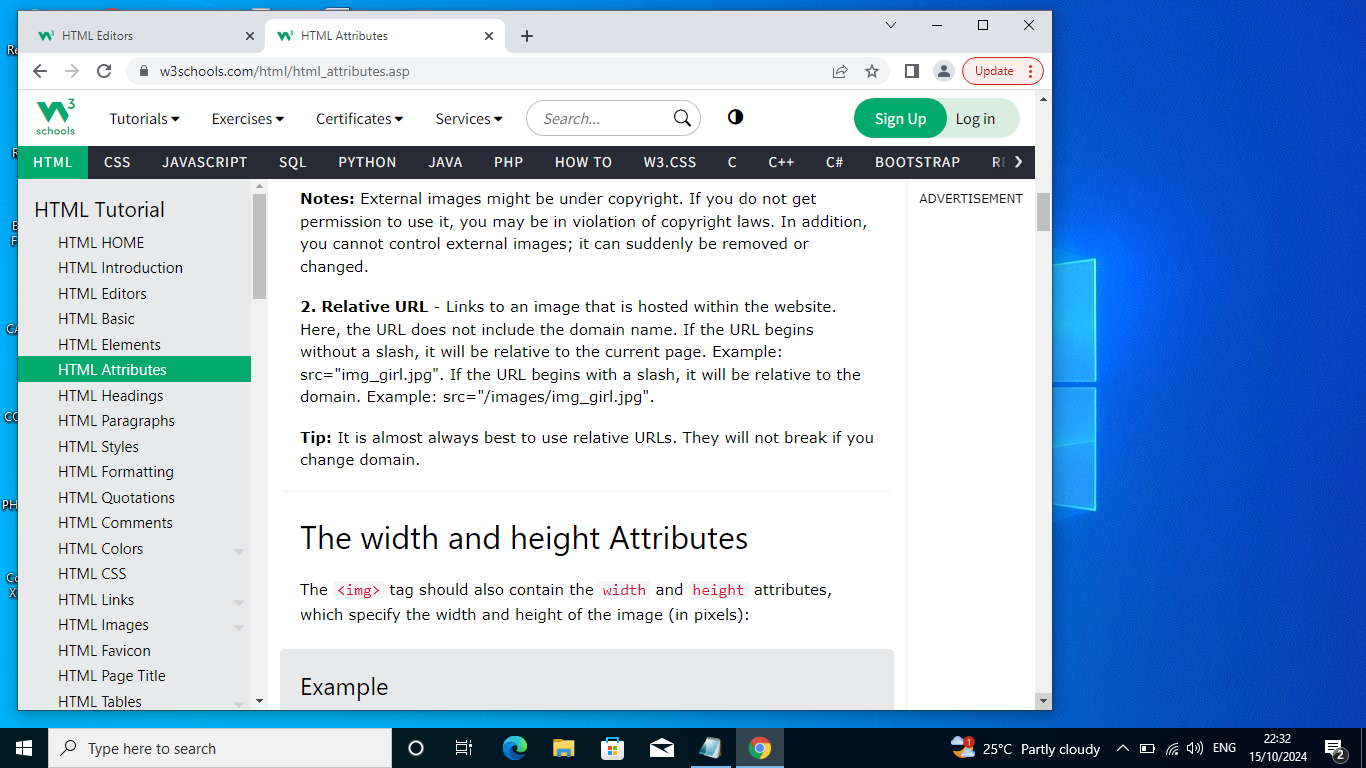 HTML Editors
HTML Attributes
w3schools.com/html/html_attributes.asp
Update
3
schools
Tutorials
Exercises
Certificates
Services
Search...
Sign Up
Log in
HTML
CSS
JAVASCRIPT
SQL
PYTHON
JAVA
PHP
HOW TO
W3.CSS
C
C++
C#
BOOTSTRAP
HTML Tutorial
HTML HOME
HTML Introduction
HTML Editors
HTML Basic
HTML Elements
HTML Attributes
HTML Headings
HTML Paragraphs
HTML Styles
HTML Formatting
HTML Quotations
HTML Comments
HTML Colors
HTML CSS
HTML Links
HTML Images
HTML Favicon
HTML Page Title
HTML Tables
Notes: External images might be under copyright. If you do not get
permission to use it, you may be in violation of copyright laws. In addition,
you cannot control external images; it can suddenly be removed or
changed.
2. Relative URL - Links to an image that is hosted within the website.
Here, the URL does not include the domain name. If the URL begins
without a slash, it will be relative to the current page. Example:
src="img_girl.jpg". If the URL begins with a slash, it will be relative to the
domain. Example: src="/images/img_girl.jpg".
Tip: It is almost always best to use relative URLs. They will not break if you
change domain.
The width and height Attributes
The <img> tag should also contain the width and height attributes,
which specify the width and height of the image (in pixels):
Example
ADVERTISEMENT
Type here to search
1
25°C Partly cloudy
ENG
22:32
15/10/2024
2